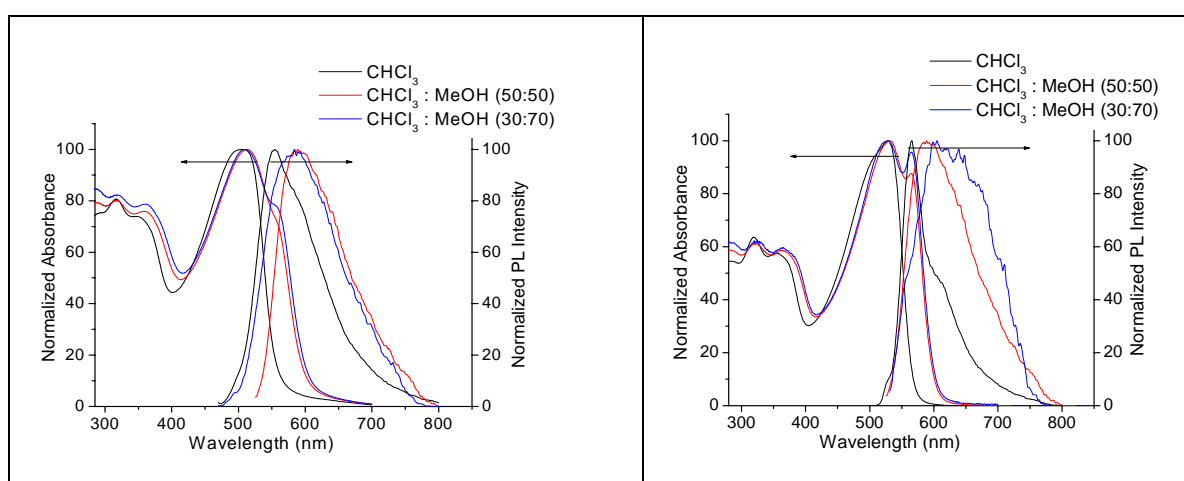 CHCl3
CHCl3 : MeOH (50:50)
CHCl3 : MeOH (30:70)
Normalized Absorbance
Normalized PL Intensity
100
80
60
40
20
0
100
80
60
40
20
0
300 400 500 600 700 800
Wavelength (nm)
CHCl3
CHCl3 : MeOH (50:50)
CHCl3 : MeOH (30:70)
Normalized Absorbance
Normalized PL Intensity
100
80
60
40
20
0
100
80
60
40
20
0
300 400 500 600 700 800
Wavelength (nm)